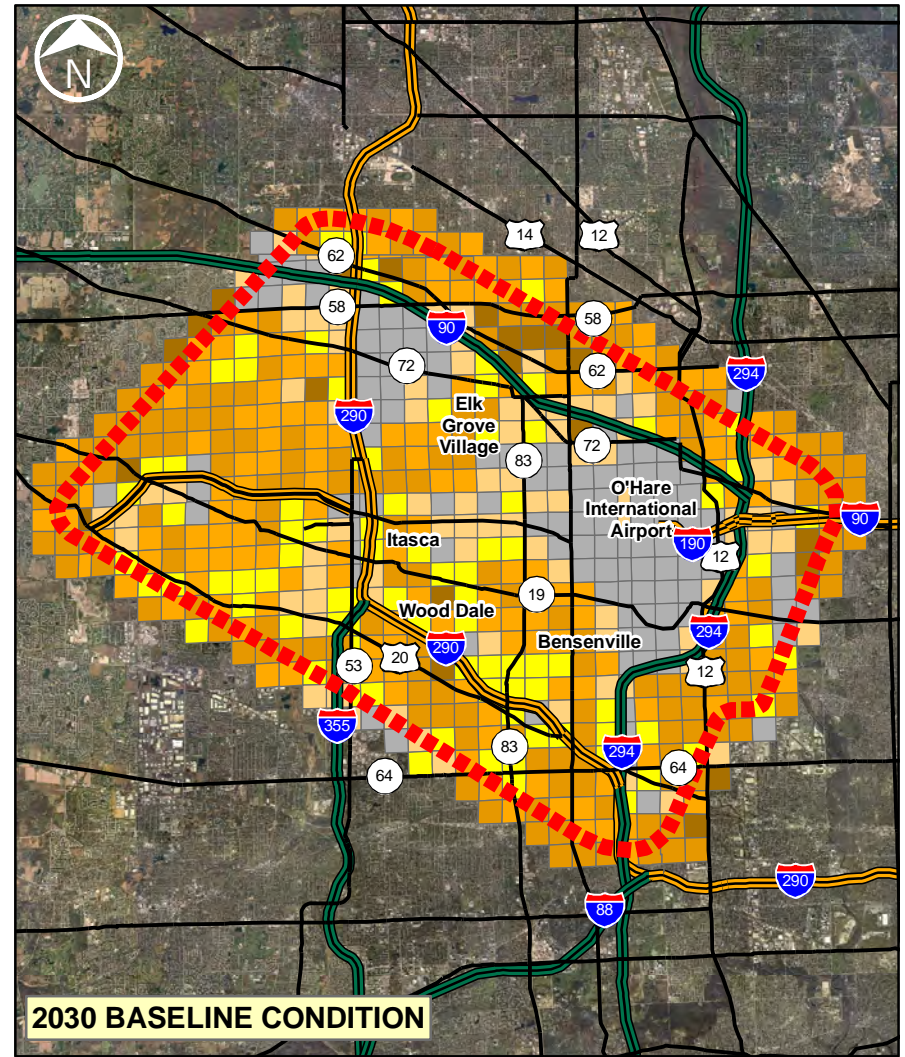 N
14
12
62
58
90
58
72
62
294
290
Elk
Grove
Village
72
83
O'Hare
International
Airport
90
190
12
Itasca
19
Wood Dale
294
Bensenville
290
20
53
12
355
83
294
64
64
290
88
2030 BASELINE CONDITION